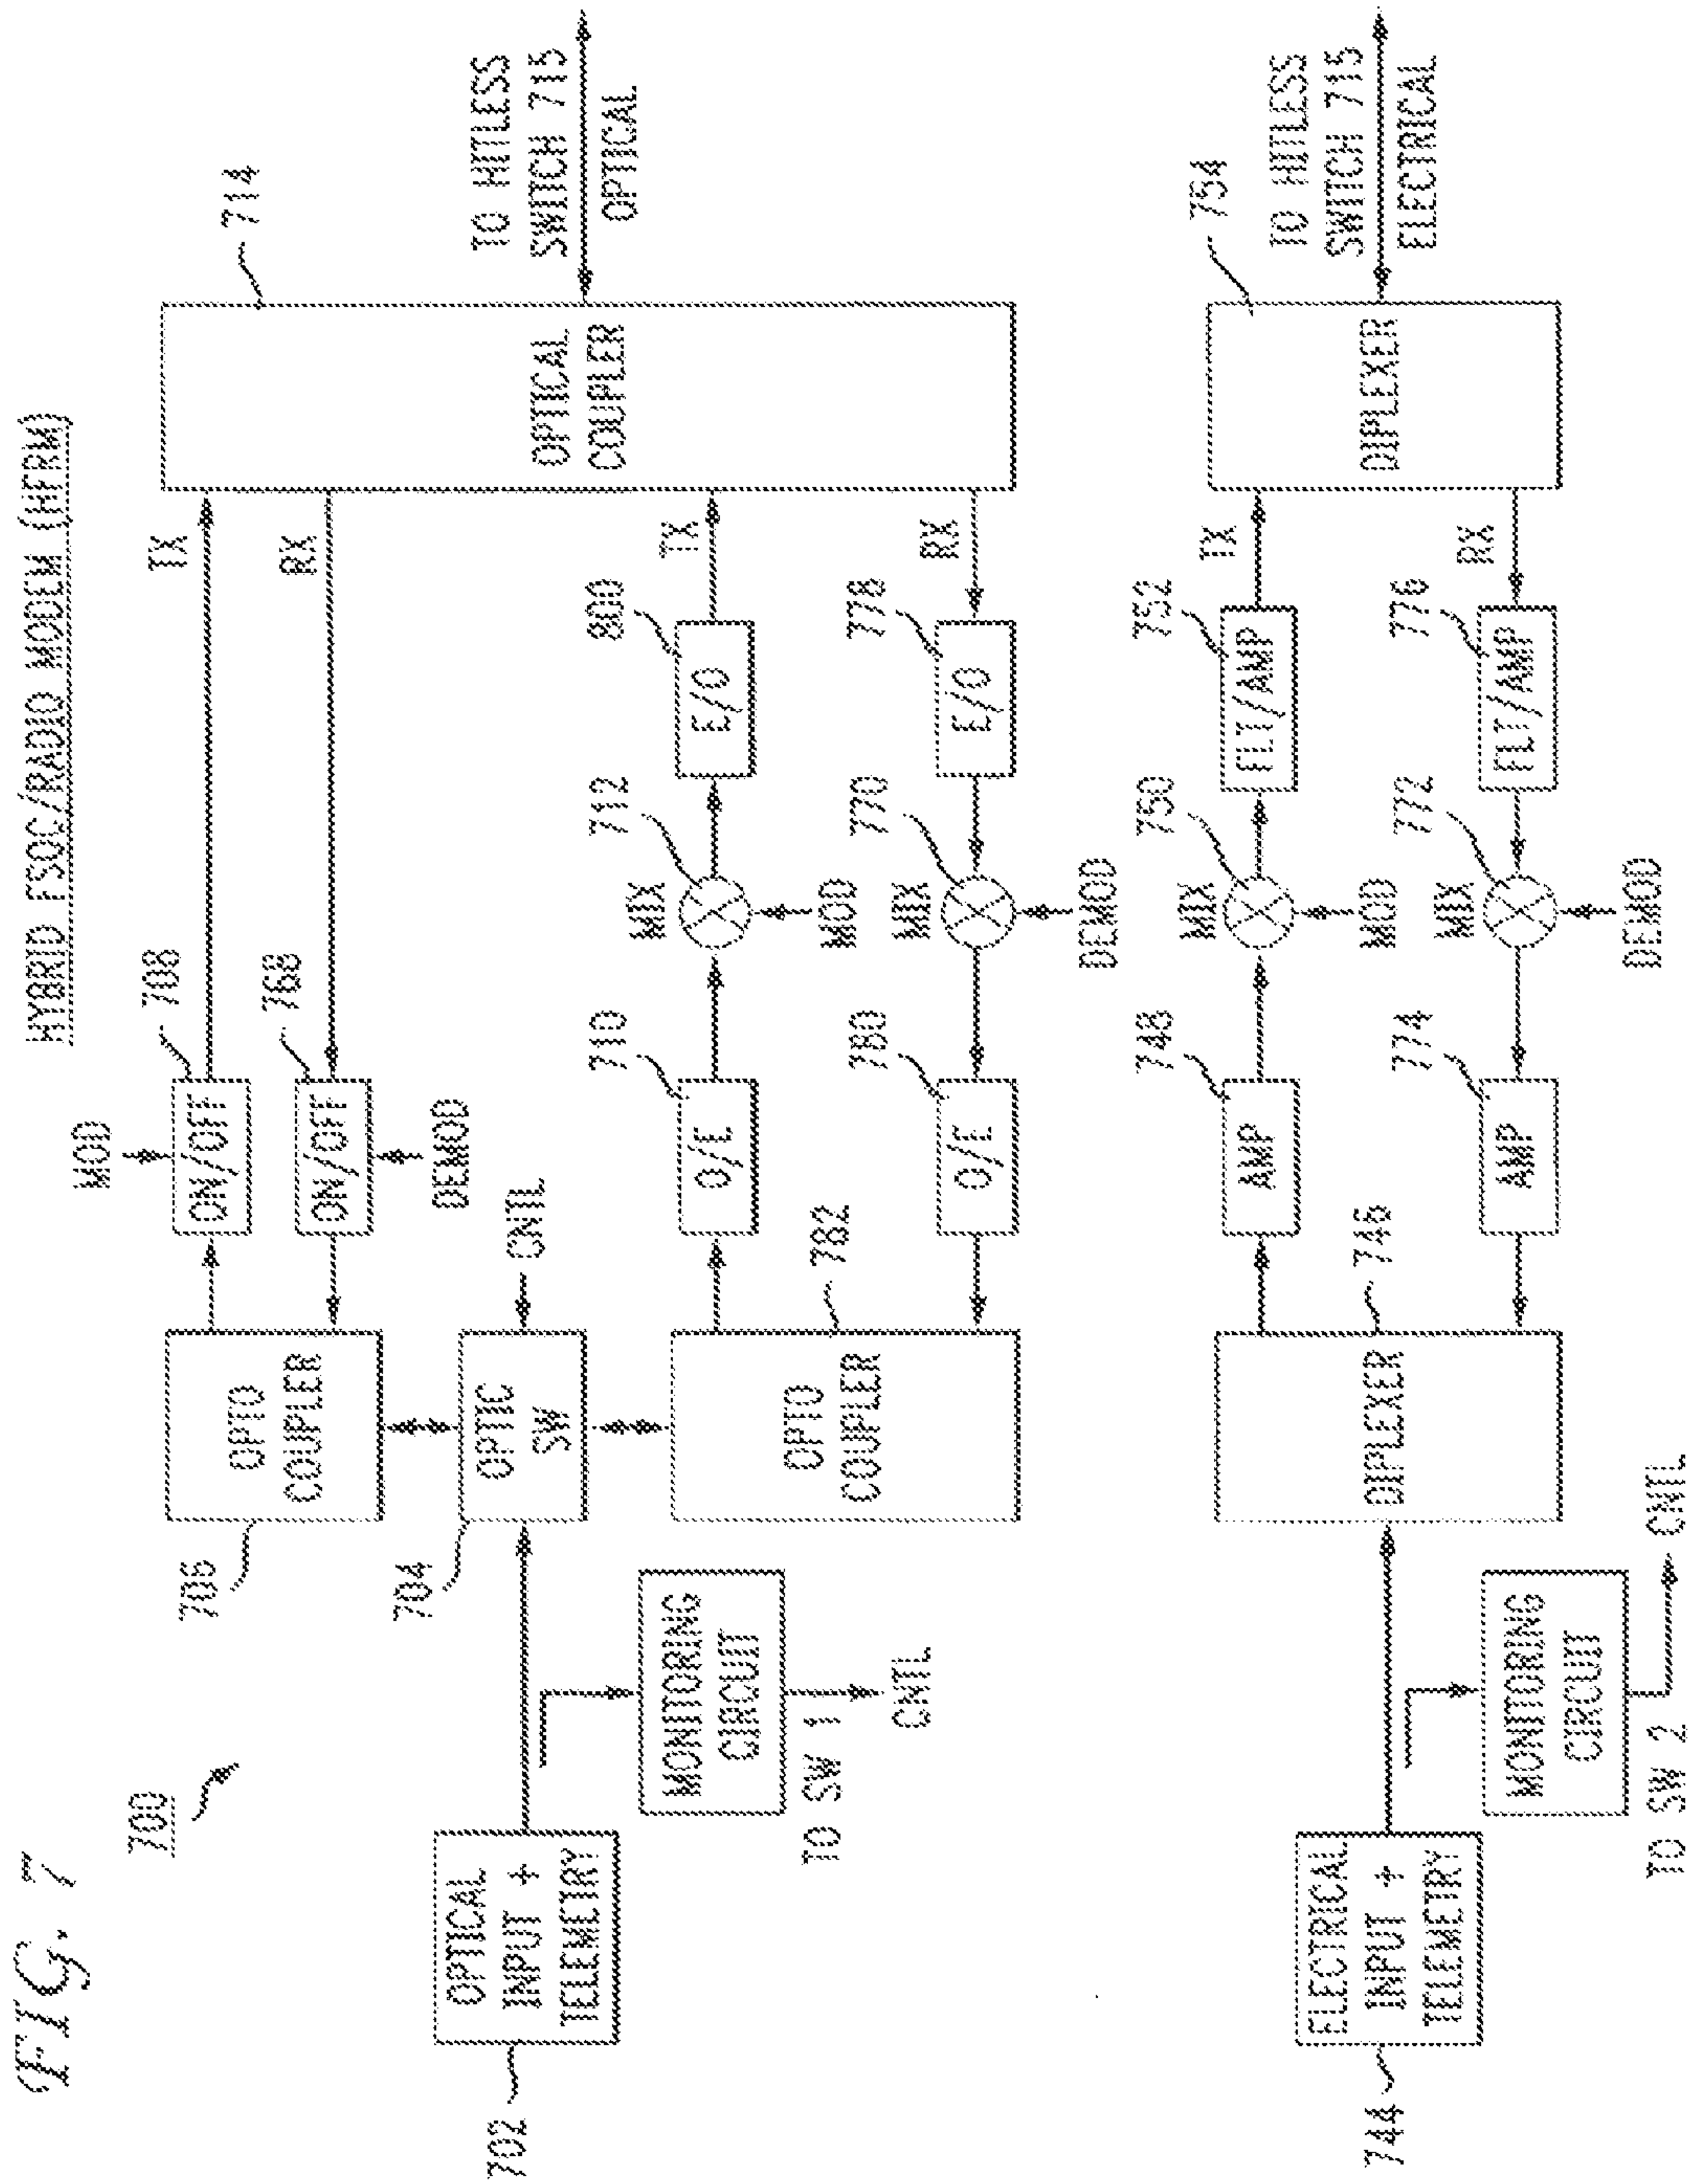 FIG. 7
700
HYBRID FSOC/RADIO MODEM (HFRM)
702
OPTICAL
INPUT +
TELEMETRY
MONITORING
CIRCUIT
TO SW 1
CNTL
704
OPTIC
SW
CNTL
706
OPTO
COUPLER
MOD
ON/OFF
708
TX
ON/OFF
768
DEMOD
RX
OPTO
COUPLER
782
O/E
710
MIX
712
MOD
E/O
800
TX
O/E
780
MIX
770
DEMOD
E/O
778
RX
OPTICAL
COUPLER
714
TO HITLESS
SWITCH 715
OPTICAL
744
ELECTRICAL
INPUT +
TELEMETRY
MONITORING
CIRCUIT
TO SW 2
CNTL
DIPLEXER
746
AMP
748
MIX
750
MOD
FLT/AMP
752
TX
AMP
774
MIX
772
DEMOD
FLT/AMP
776
RX
DIPLEXER
754
TO HITLESS
SWITCH 715
ELECTRICAL